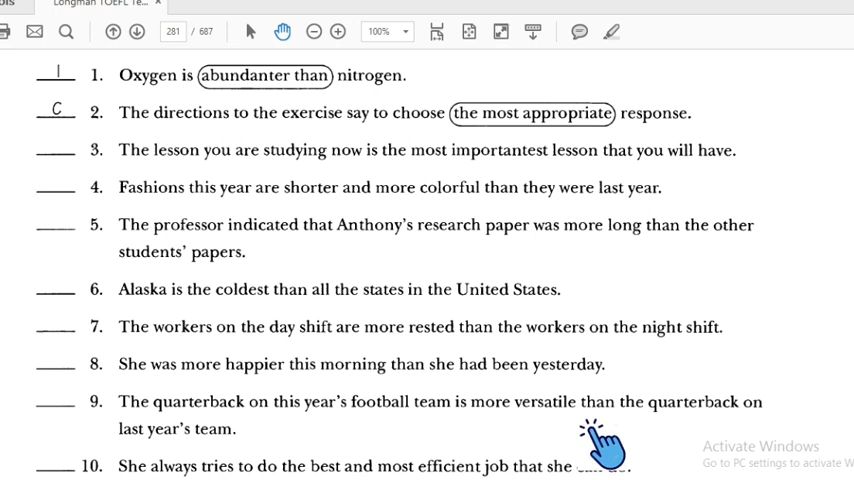 ols
Longman TOEFL Te... ×
281 / 687
100%
I 1. Oxygen is abundanter than nitrogen.
C 2. The directions to the exercise say to choose the most appropriate response.
3. The lesson you are studying now is the most importantest lesson that you will have.
4. Fashions this year are shorter and more colorful than they were last year.
5. The professor indicated that Anthony's research paper was more long than the other
students' papers.
6. Alaska is the coldest than all the states in the United States.
7. The workers on the day shift are more rested than the workers on the night shift.
8. She was more happier this morning than she had been yesterday.
9. The quarterback on this year's football team is more versatile than the quarterback on
last year's team.
10. She always tries to do the best and most efficient job that she
Activate Windows
Go to PC settings to activate W